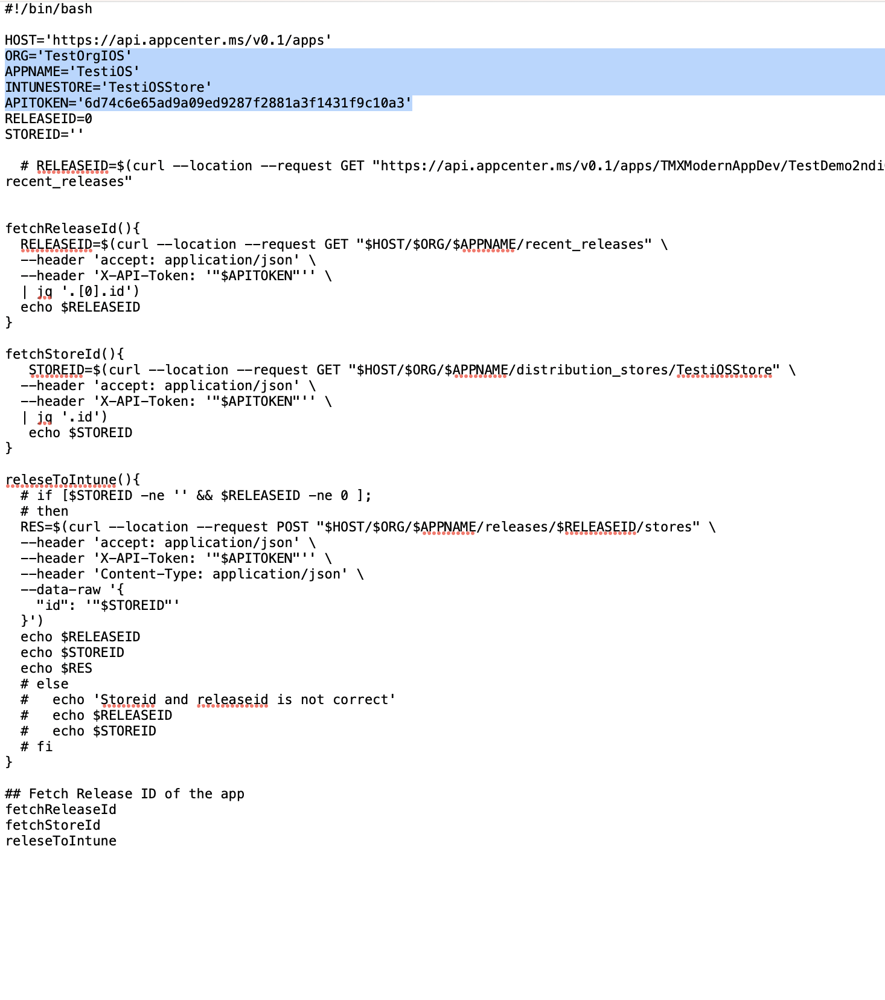 #!/bin/bash
HOST='https://api.appcenter.ms/v0.1/apps'
ORG='TestOrgIOS'
APPNAME='TestiOS'
INTUNESTORE='TestiOSStore'
APITOKEN='6d74c6e65ad9a09ed9287f2881a3f1431f9c10a3'
RELEASEID=0
STOREID=''
# RELEASEID=$(curl --location --request GET "https://api.appcenter.ms/v0.1/apps/TMXModernAppDev/TestDemo2ndi
recent_releases"
fetchReleaseId(){
RELEASEID=$(curl --location --request GET "$HOST/$ORG/$APPNAME/recent_releases" \
--header 'accept: application/json' \
--header 'X-API-Token: '"$APITOKEN"'' \
| jq '.[0].id')
echo $RELEASEID
}
fetchStoreId(){
STOREID=$(curl --location --request GET "$HOST/$ORG/$APPNAME/distribution_stores/TestiOSStore" \
--header 'accept: application/json' \
--header 'X-API-Token: '"$APITOKEN"'' \
| jq '.id')
echo $STOREID
}
releseToIntune(){
# if [$STOREID -ne '' && $RELEASEID -ne 0 ];
# then
RES=$(curl --location --request POST "$HOST/$ORG/$APPNAME/releases/$RELEASEID/stores" \
--header 'accept: application/json' \
--header 'X-API-Token: '"$APITOKEN"'' \
--header 'Content-Type: application/json' \
--data-raw '{
"id": '"$STOREID"'
}')
echo $RELEASEID
echo $STOREID
echo $RES
# else
#   echo 'Storeid and releaseid is not correct'
#   echo $RELEASEID
#   echo $STOREID
# fi
}
## Fetch Release ID of the app
fetchReleaseId
fetchStoreId
releseToIntune